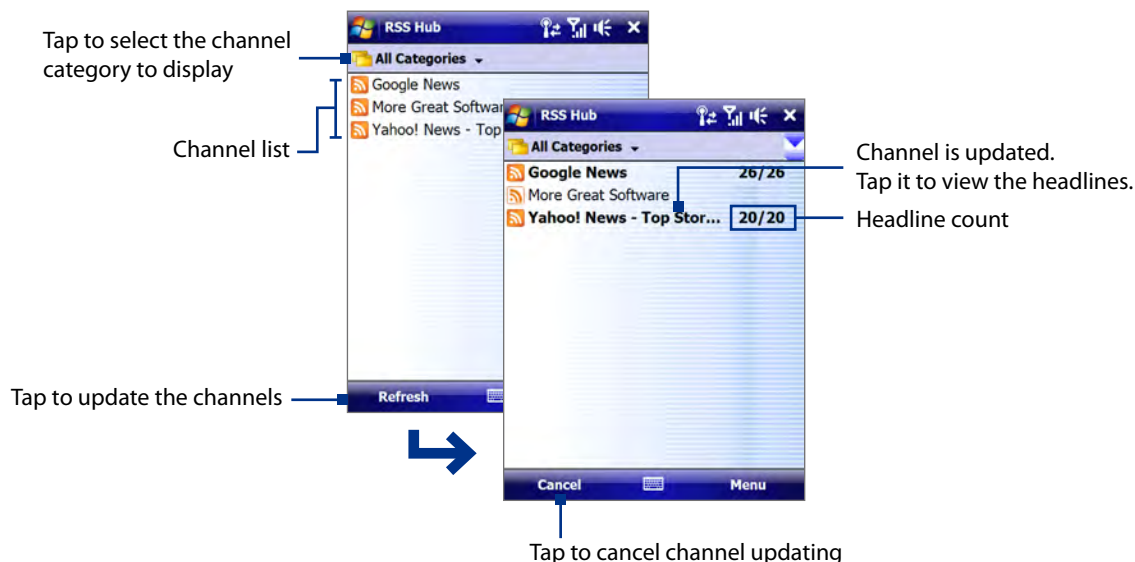 RSS Hub
Tap to select the channel
category to display
All Categories
Google News
More Great Softwar
Yahoo! News - Top
Channel list
RSS Hub
All Categories
Google News 26/26
More Great Software
Yahoo! News - Top Stor... 20/20
Channel is updated.
Tap it to view the headlines.
Headline count
Tap to update the channels
Refresh
Cancel Menu
Tap to cancel channel updating